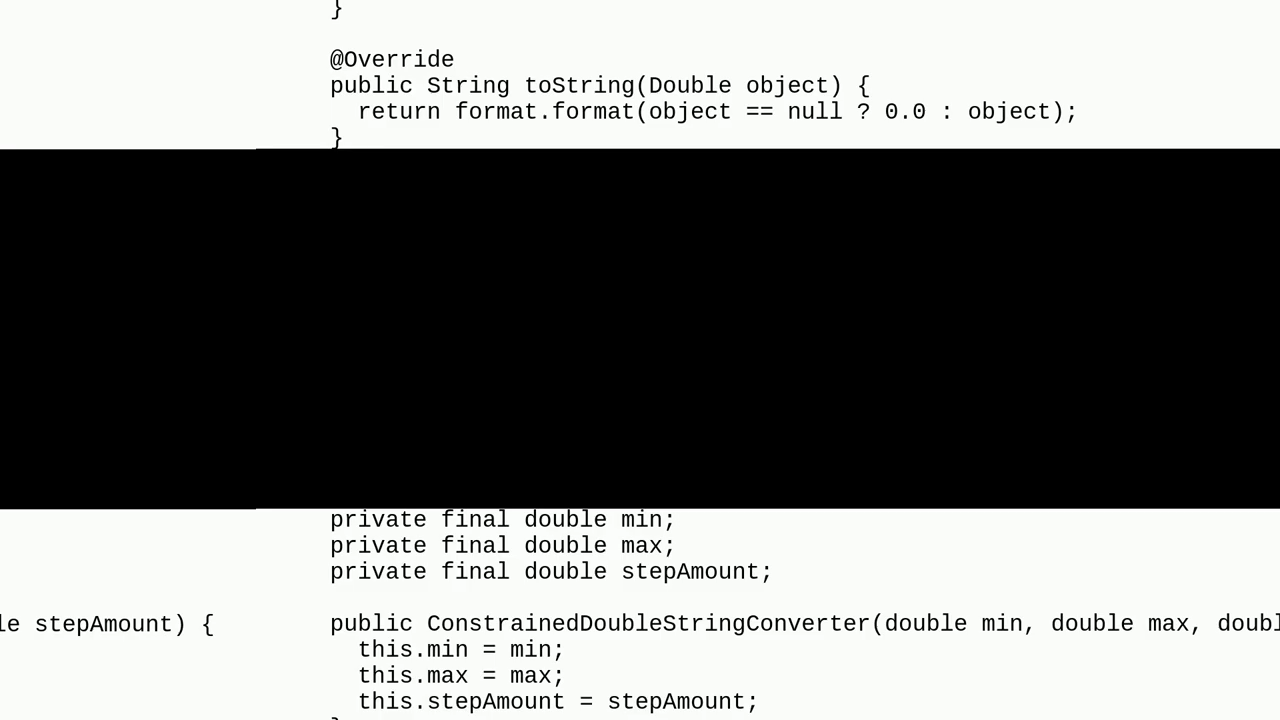 }
@Override
public String toString(Double object) {
return format.format(object == null ? 0.0 : object);
}
private final double min;
private final double max;
private final double stepAmount;
le stepAmount) {
public ConstrainedDoubleStringConverter(double min, double max, doubl
this.min = min;
this.max = max;
this.stepAmount = stepAmount;
}